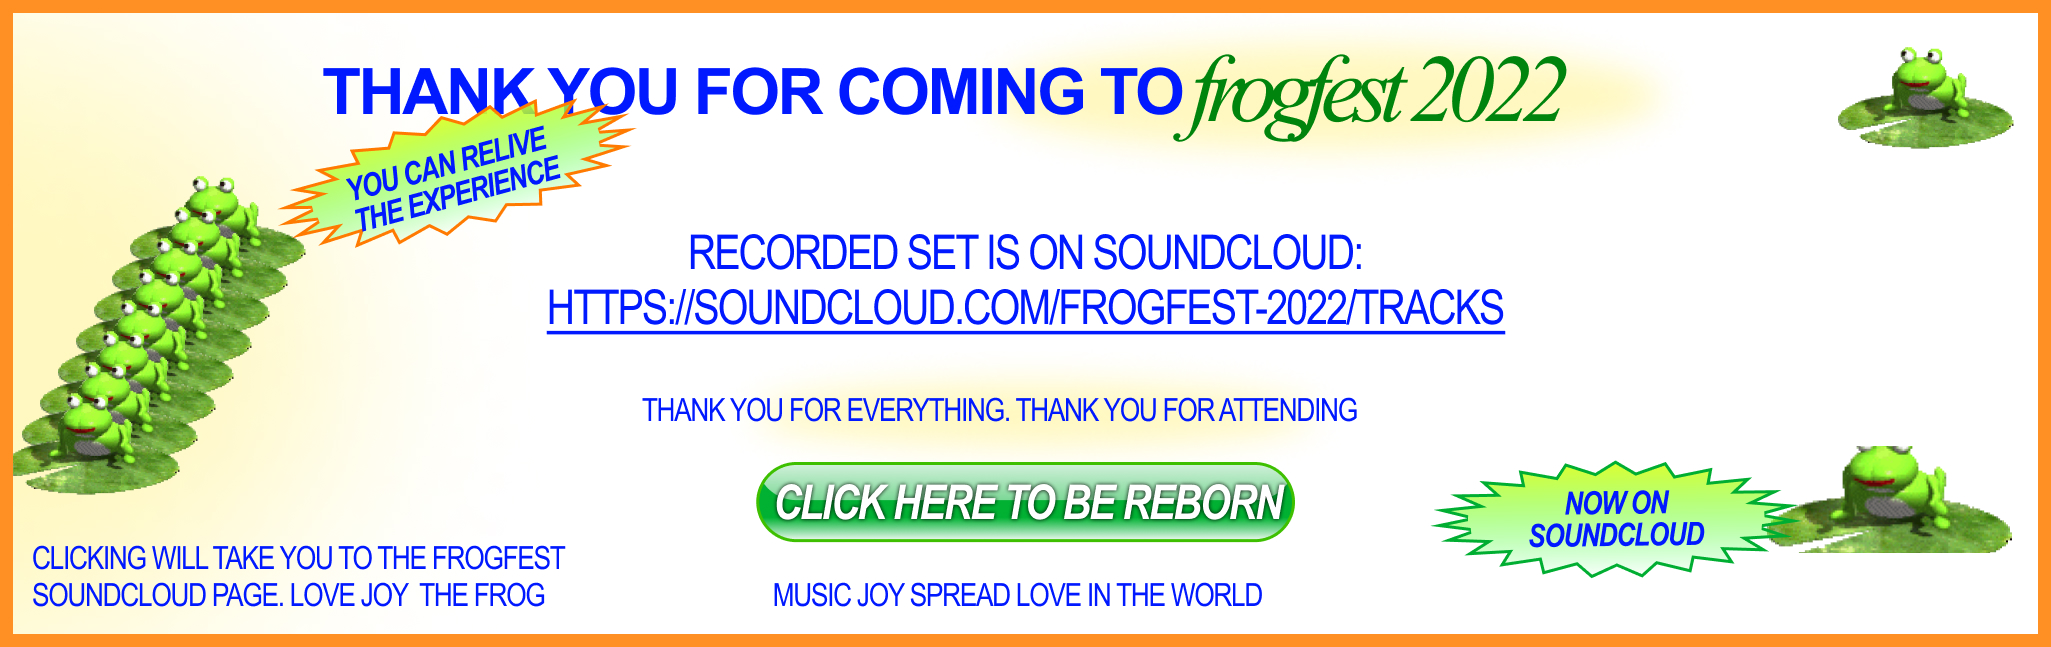 THANK YOU FOR COMING TO frogfest 2022
YOU CAN RELIVE
THE EXPERIENCE
RECORDED SET IS ON SOUNDCLOUD:
HTTPS://SOUNDCLOUD.COM/FROGFEST-2022/TRACKS
THANK YOU FOR EVERYTHING. THANK YOU FOR ATTENDING
CLICK HERE TO BE REBORN
NOW ON
SOUNDCLOUD
CLICKING WILL TAKE YOU TO THE FROGFEST
SOUNDCLOUD PAGE. LOVE JOY  THE FROG
MUSIC JOY SPREAD LOVE IN THE WORLD